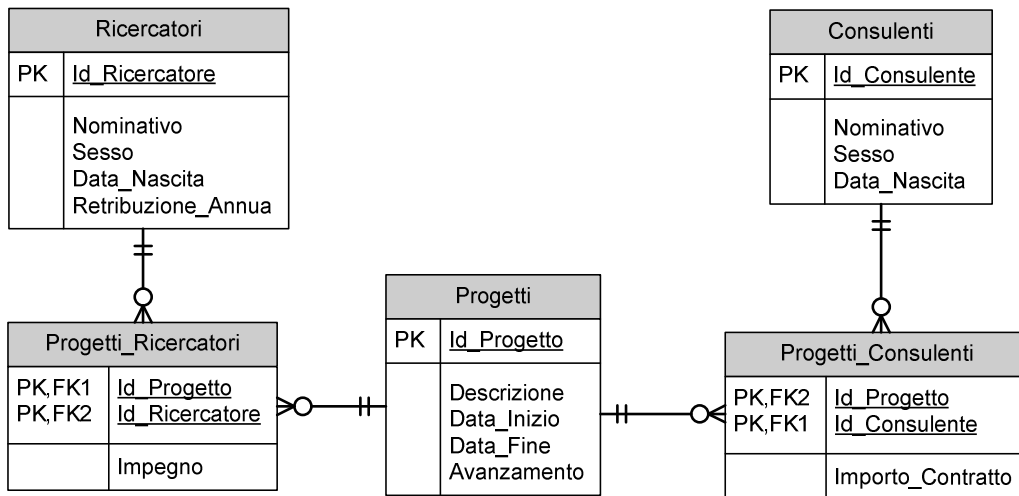 Ricercatori
PK Id_Ricercatore
Nominativo
Sesso
Data_Nascita
Retribuzione_Annua
Consulenti
PK Id_Consulente
Nominativo
Sesso
Data_Nascita
Progetti_Ricercatori
PK,FK1 Id_Progetto
PK,FK2 Id_Ricercatore
Impegno
Progetti
PK Id_Progetto
Descrizione
Data_Inizio
Data_Fine
Avanzamento
Progetti_Consulenti
PK,FK2 Id_Progetto
PK,FK1 Id_Consulente
Importo_Contratto